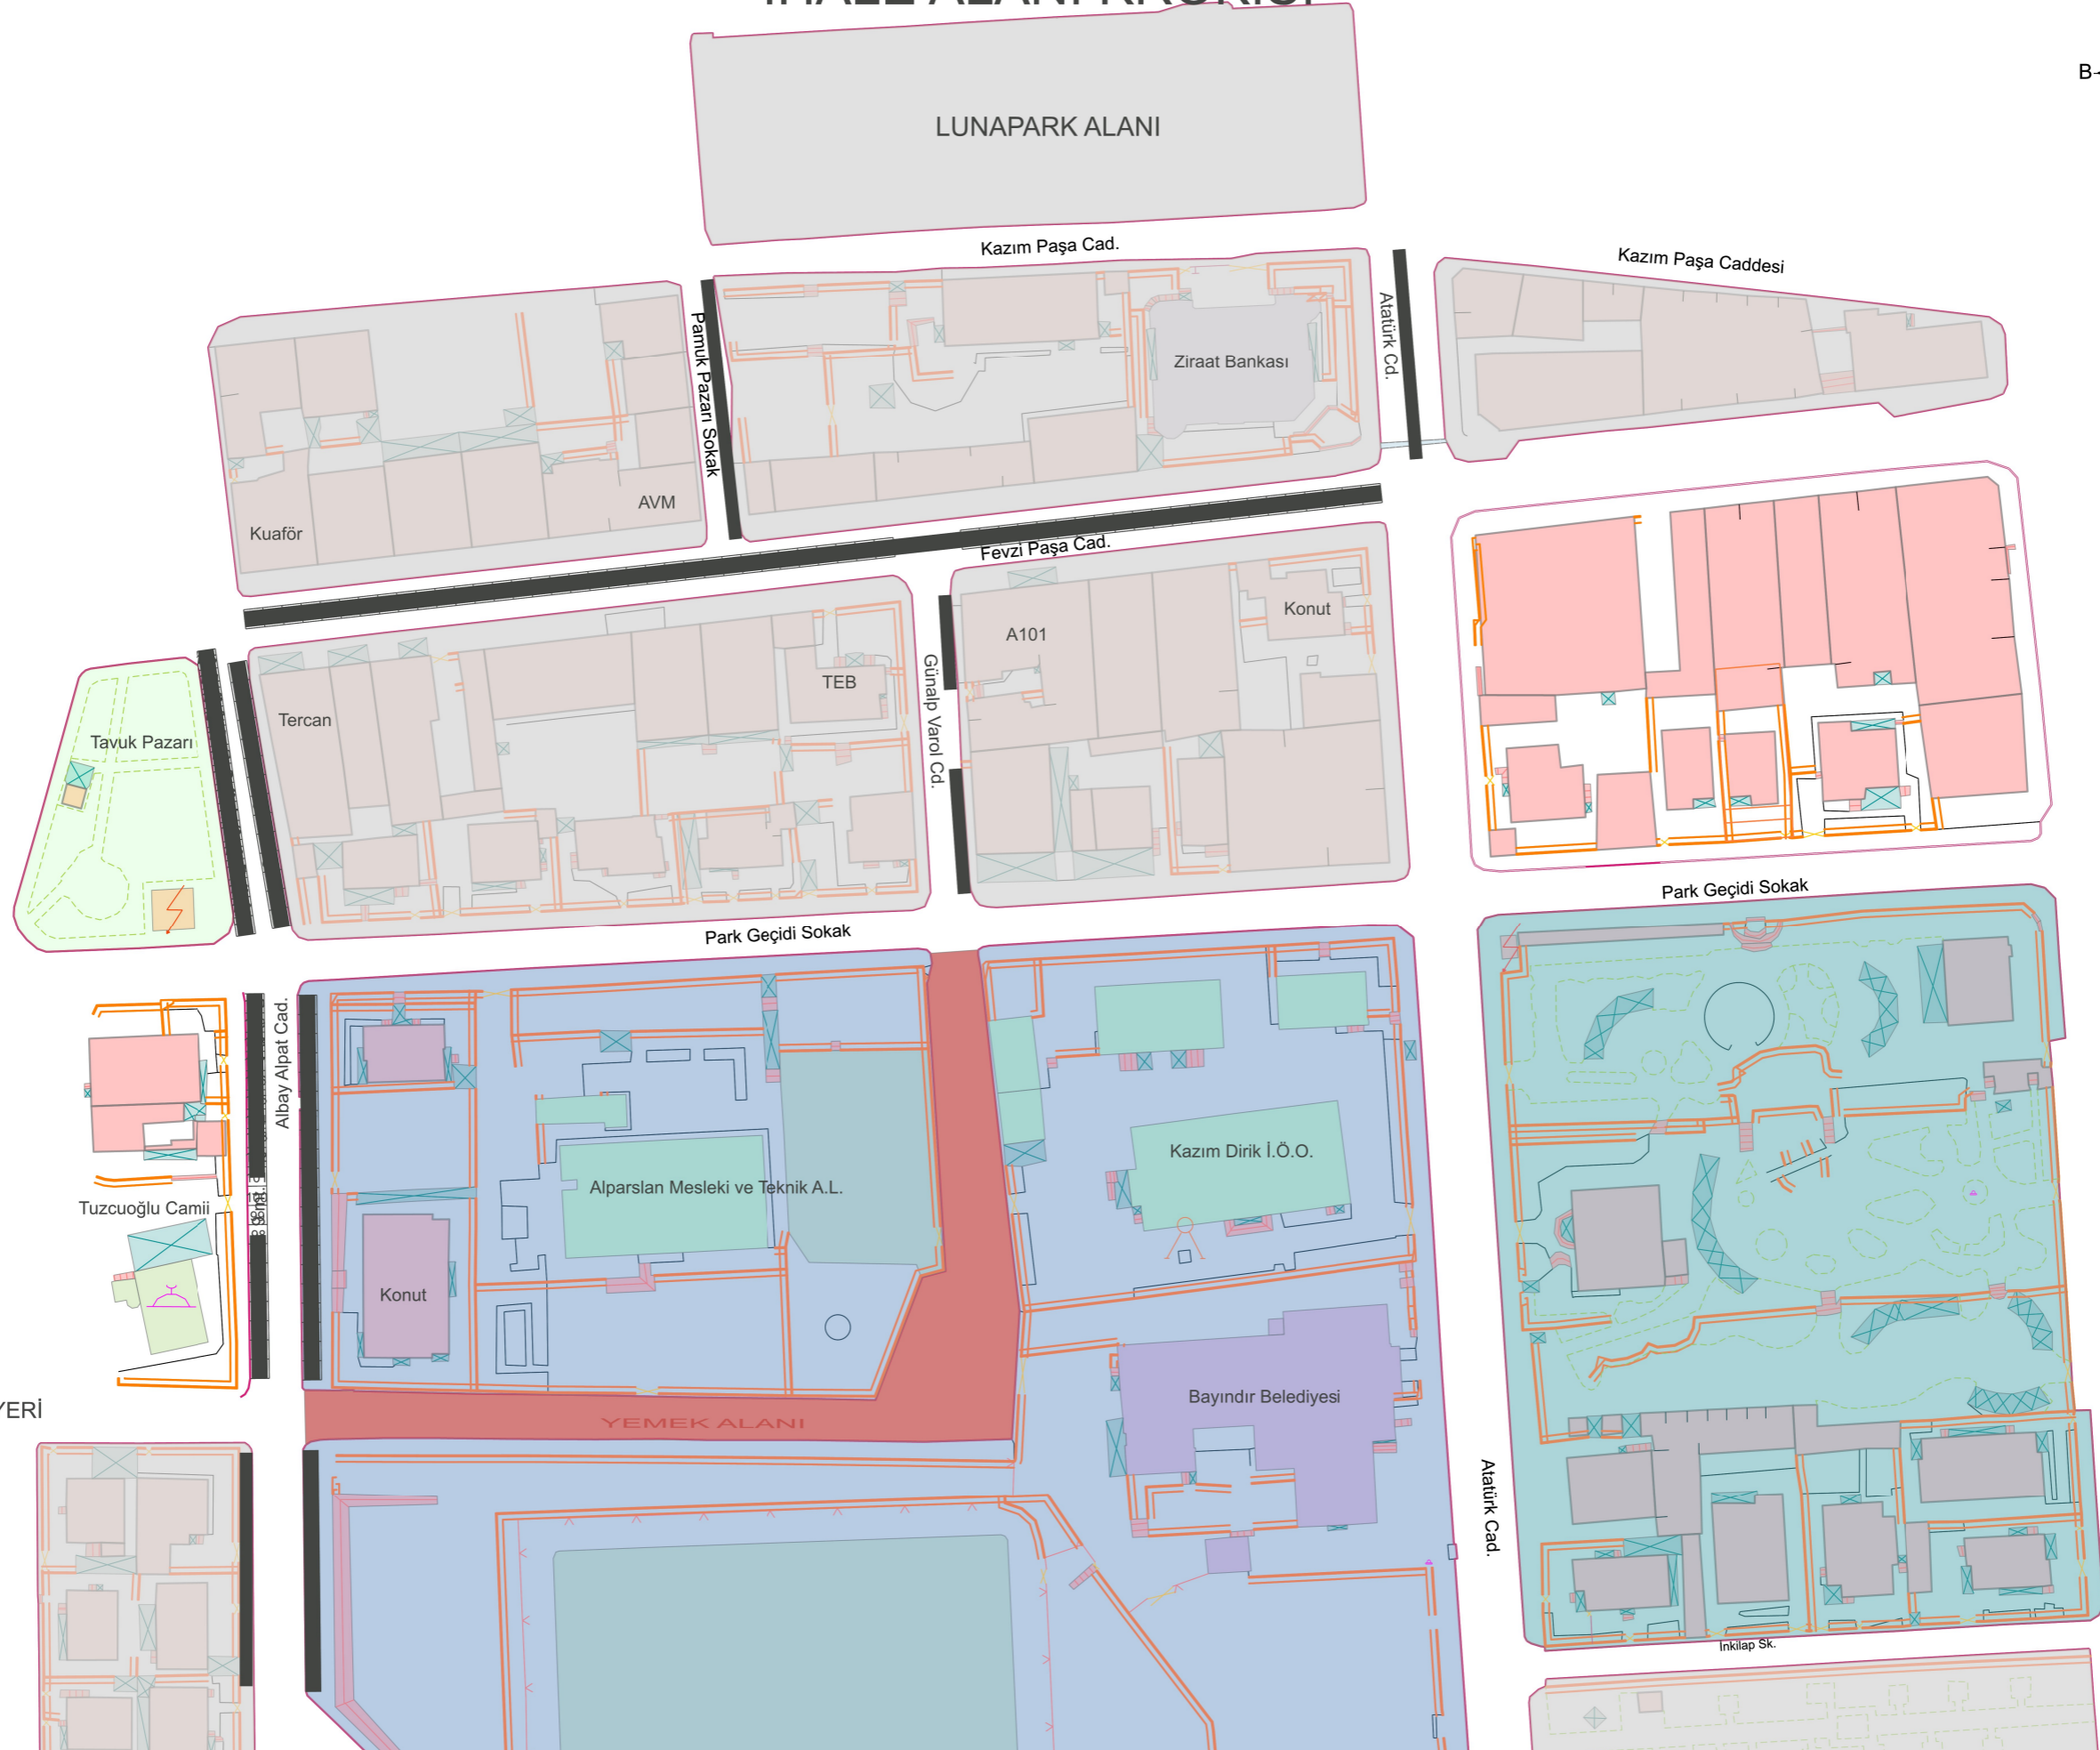 LUNAPARK ALANI
B
Kazım Paşa Cad.
Kazım Paşa Caddesi
Pamuk Pazarı Sokak
Atatürk Cd.
Ziraat Bankası
AVM
Kuaför
Fevzi Paşa Cad.
Konut
A101
TEB
Günalp Varol Cd.
Tercan
Tavuk Pazarı
Park Geçidi Sokak
Park Geçidi Sokak
Albay Alpat Cad.
Kazım Dirik İ.Ö.O.
Alparslan Mesleki ve Teknik A.L.
Tuzcuoğlu Camii
Konut
Bayındır Belediyesi
YERİ
YEMEK ALANI
Atatürk Cad.
İnkilap Sk.